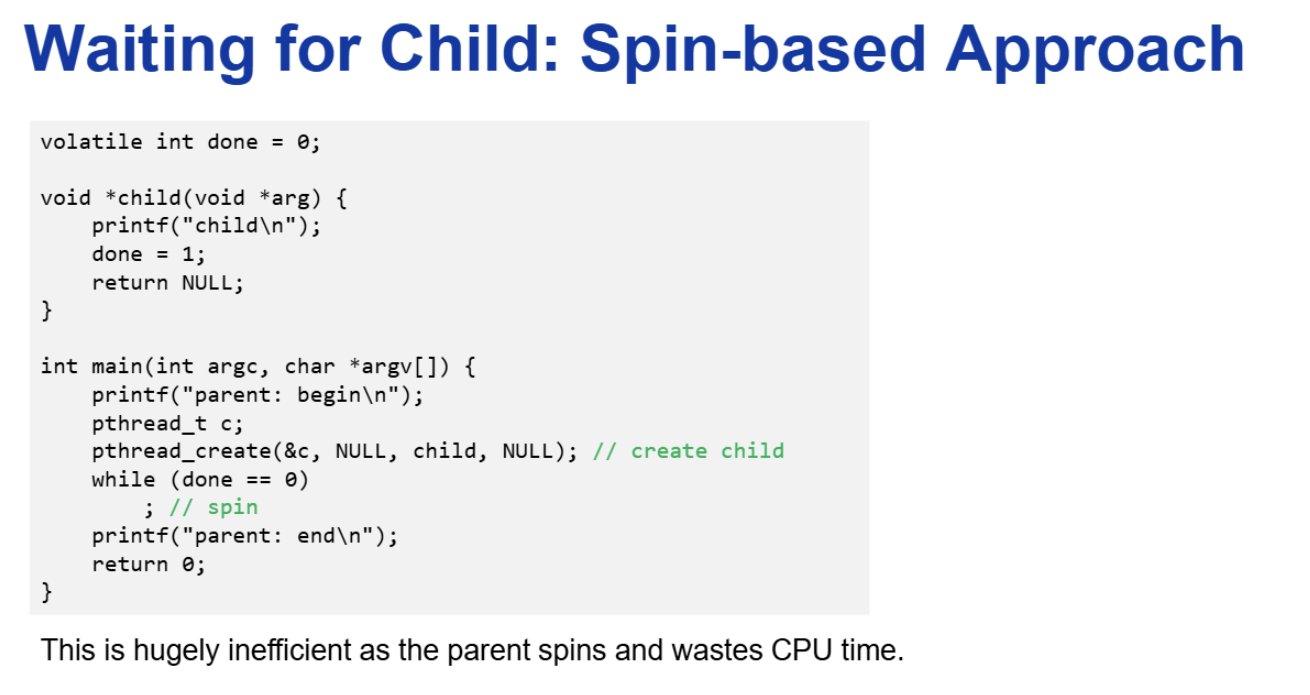 Waiting for Child: Spin-based Approach
volatile int done = 0;
void *child(void *arg) {
    printf("child\n");
    done = 1;
    return NULL;
}
int main(int argc, char *argv[]) {
    printf("parent: begin\n");
    pthread_t c;
    pthread_create(&c, NULL, child, NULL); // create child
    while (done == 0)
        ; // spin
    printf("parent: end\n");
    return 0;
}
This is hugely inefficient as the parent spins and wastes CPU time.